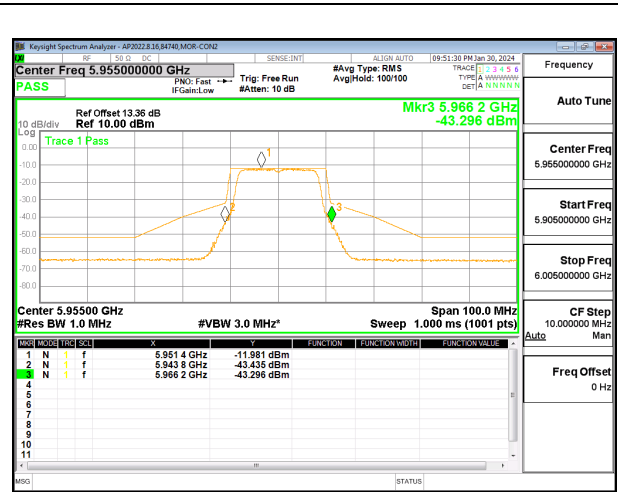 Keysight Spectrum Analyzer - AP2022.8.16,84740,MOR-CON2
RF 50 Ω DC SENSE:INT ALIGN AUTO 09:51:30 PM Jan 30, 2024
Center Freq 5.955000000 GHz #Avg Type: RMS TRACE 1 2 3 4 5 6
PNO: Fast Trig: Free Run Avg|Hold: 100/100 TYPE A WWWWW
PASS IFGain:Low #Atten: 10 dB DET A N N N N N
Frequency
Auto Tune
Ref Offset 13.36 dB Mkr3 5.966 2 GHz
10 dB/div Ref 10.00 dBm -43.296 dBm
Log
Trace 1 Pass
0.00
-10.0
-20.0
-30.0
-40.0
-50.0
-60.0
-70.0
-80.0
1
2
3
Center Freq
5.955000000 GHz
Start Freq
5.905000000 GHz
Stop Freq
6.005000000 GHz
CF Step
10.000000 MHz
Auto Man
Freq Offset
0 Hz
Center 5.95500 GHz Span 100.0 MHz
#Res BW 1.0 MHz #VBW 3.0 MHz* Sweep 1.000 ms (1001 pts)
MKR MODE TRC SCL X Y FUNCTION FUNCTION WIDTH FUNCTION VALUE
1 N 1 f 5.951 4 GHz -11.981 dBm
2 N 1 f 5.943 8 GHz -43.435 dBm
3 N 1 f 5.966 2 GHz -43.296 dBm
4
5
6
7
8
9
10
11
MSG STATUS